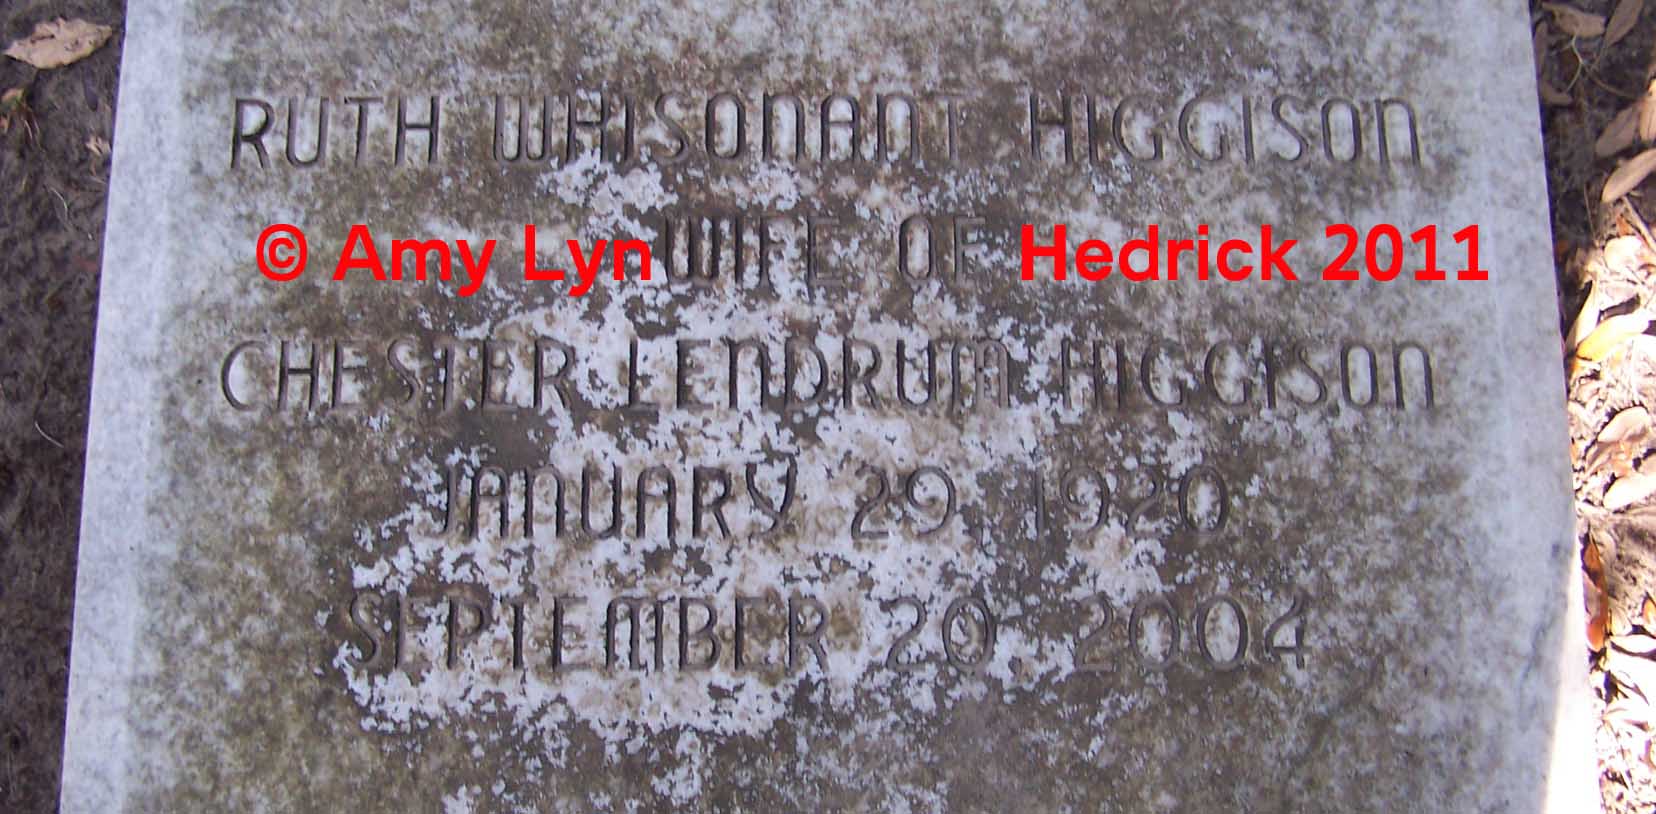 RUTH WHISONANT HIGGISON
© Amy Lyn Hedrick 2011
WIFE OF
CHESTER LENDRUM HIGGISON
JANUARY 29 1920
SEPTEMBER 20 2004